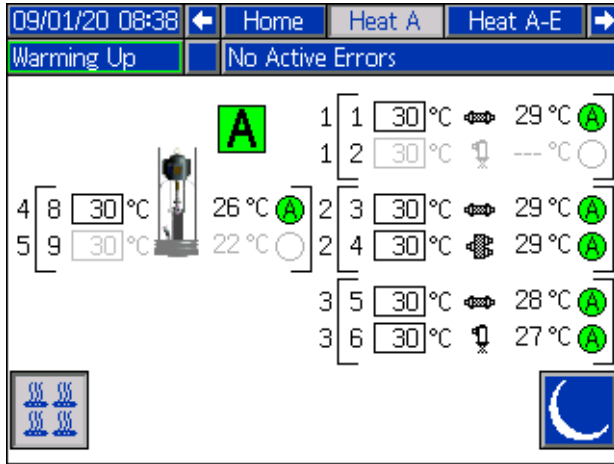 09/01/20 08:38 Home Heat A Heat A-E
Warming Up No Active Errors
A
1 1 30 °C 29 °C A
1 2 30 °C --- °C
4 8 30 °C 26 °C A 2 3 30 °C 29 °C A
5 9 30 °C 22 °C 2 4 30 °C 29 °C A
3 5 30 °C 28 °C A
3 6 30 °C 27 °C A